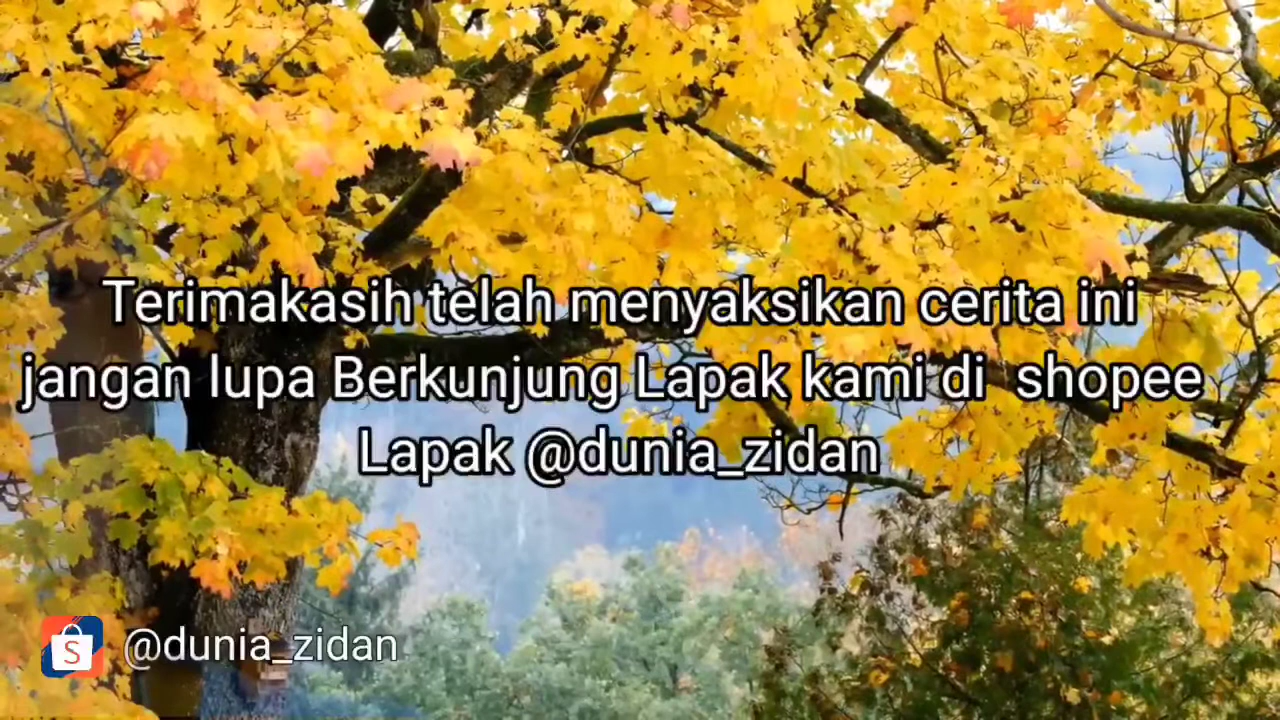 Terimakasih telah menyaksikan cerita ini
jangan lupa Berkunjung Lapak kami di shopee
Lapak @dunia_zidan
S
@dunia_zidan